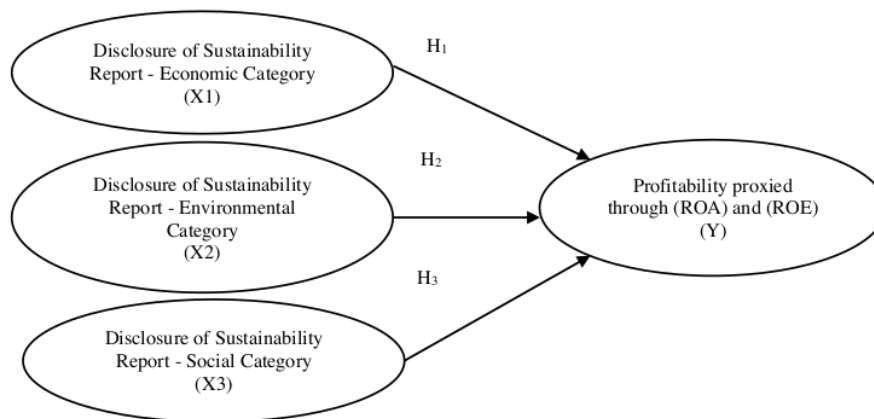 Disclosure of Sustainability
Report - Economic Category
(X1)
H1
Disclosure of Sustainability
Report - Environmental
Category
(X2)
H2
Disclosure of Sustainability
Report - Social Category
(X3)
H3
Profitability proxied
through (ROA) and (ROE)
(Y)